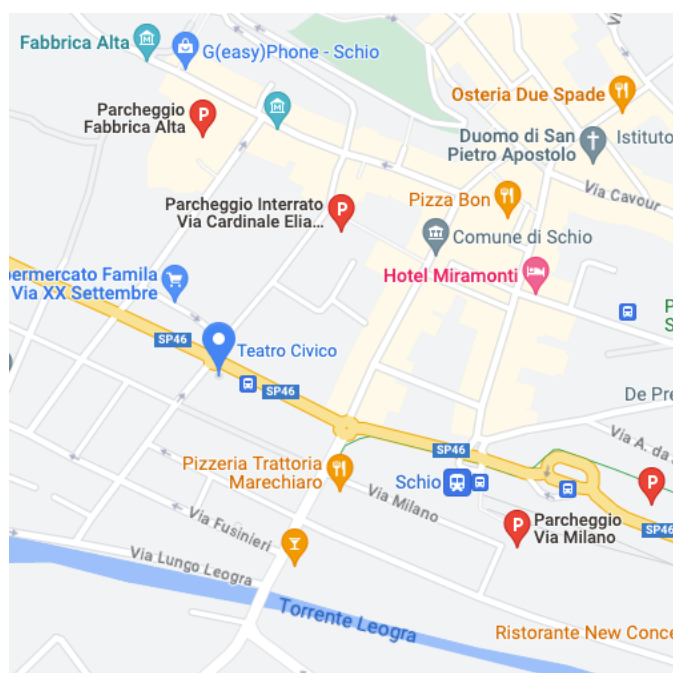 Fabbrica Alta
G(easy)Phone - Schio
Parcheggio
Fabbrica Alta
P
Osteria Due Spade
Duomo di San
Pietro Apostolo
Istituto
Via Cavour
Parcheggio Interrato
Via Cardinale Elia...
P
Pizza Bon
Comune di Schio
Hotel Miramonti
permercato Famila
Via XX Settembre
P
S
SP46
Teatro Civico
SP46
De Pre
Via A. da
SP46
Pizzeria Trattoria
Marechiaro
Schio
P
Via Milano
P
Parcheggio
Via Milano
SP46
Via Fusinieri
Via Lungo Leogra
Torrente Leogra
Ristorante New Conce